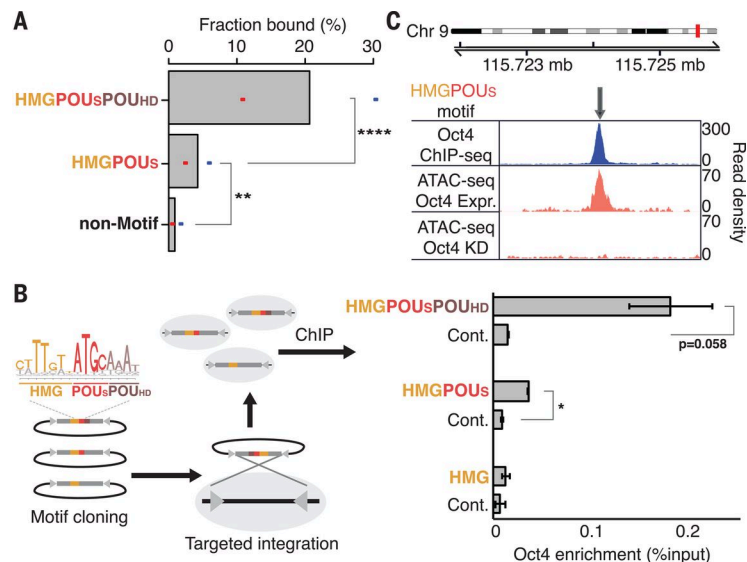 A
Fraction bound (%)
0 10 20 30
HMGPOUSPOUHD
****
HMGPOUS
**
non-Motif
C
Chr 9
115.723 mb 115.725 mb
HMGPOUS
motif
Oct4
ChIP-seq
300
0
ATAC-seq
Oct4 Expr.
70
0
ATAC-seq
Oct4 KD
70
0
Read density
B
CTTTGTATGCAAAT
HMG POUSPOUHD
Motif cloning
Targeted integration
ChIP
HMGPOUSPOUHD
Cont.
p=0.058
HMGPOUS
Cont.
*
HMG
Cont.
0 0.1 0.2
Oct4 enrichment (%input)